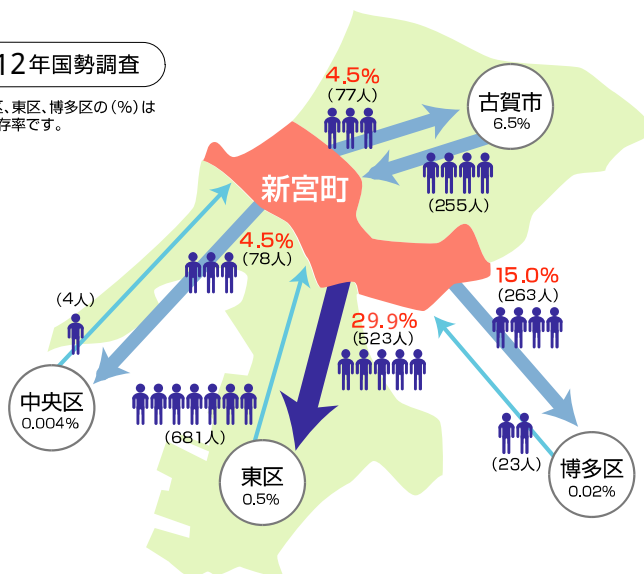 12年国勢調査
区、東区、博多区の(%)は
存率です。
4.5%
(77人)
古賀市
6.5%
(255人)
新宮町
4.5%
(78人)
(4人)
中央区
0.004%
29.9%
(523人)
(681人)
東区
0.5%
15.0%
(263人)
(23人)
博多区
0.02%